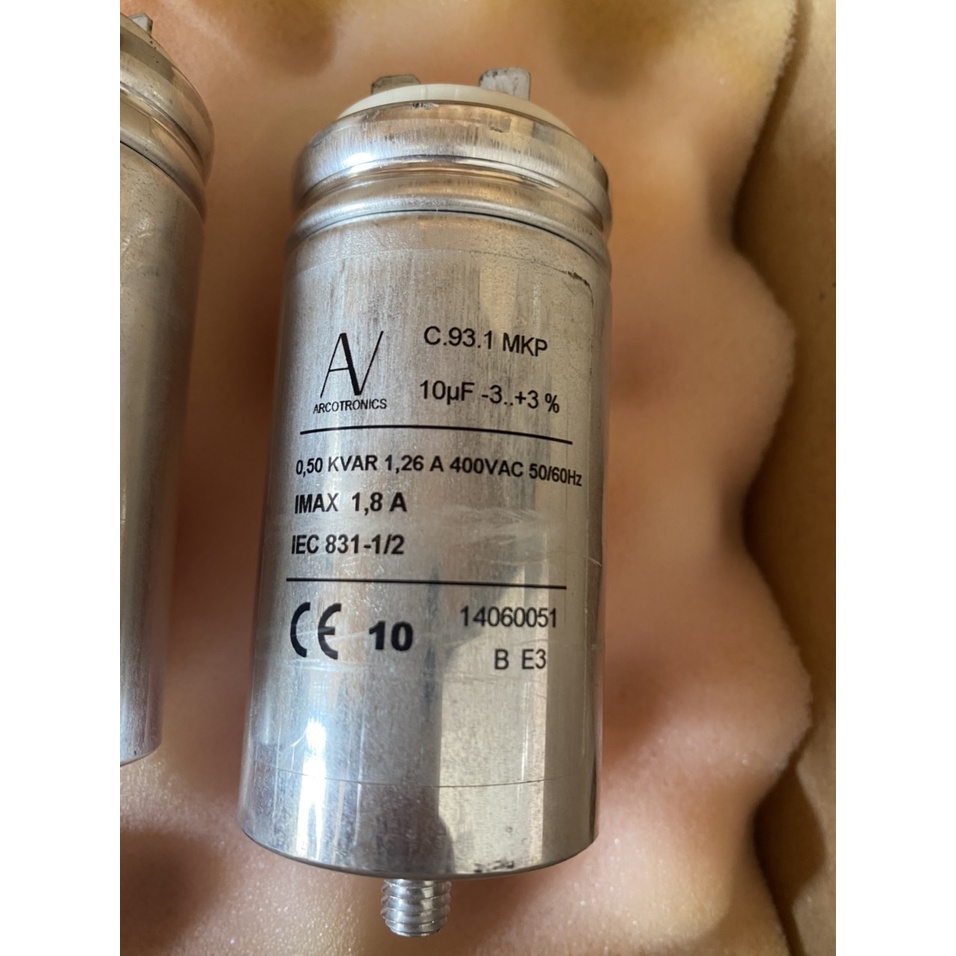 AV
ARCOTRONICS
C.93.1 MKP
10µF -3..+3 %
0,50 KVAR 1,26 A 400VAC 50/60Hz
IMAX 1,8 A
IEC 831-1/2
CE 10
14060051
B E3